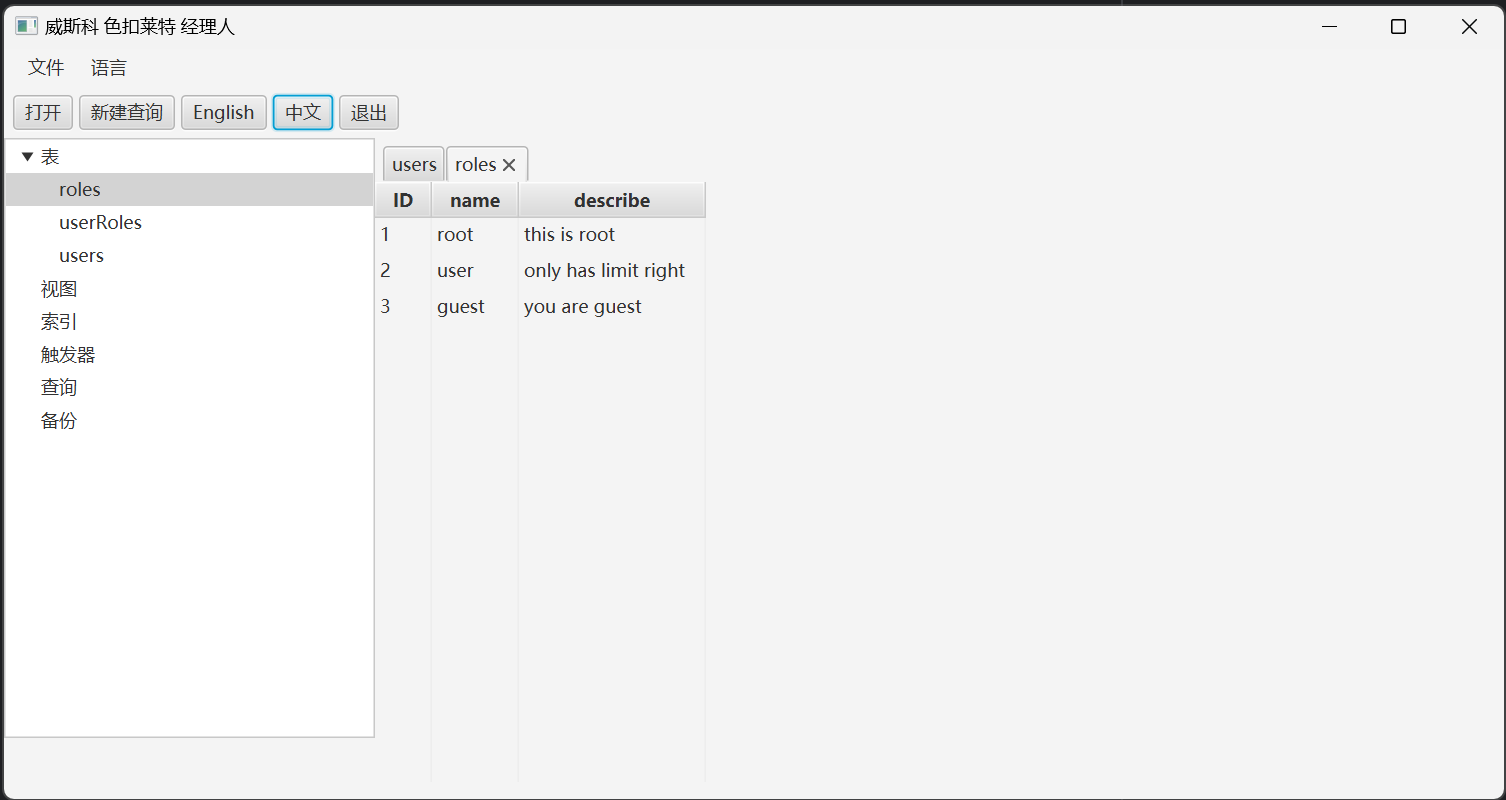 威斯科 色扣莱特 经理人
文件 语言
打开 新建查询 English 中文 退出
表
roles
userRoles
users
视图
索引
触发器
查询
备份
users roles
ID name describe
1 root this is root
2 user only has limit right
3 guest you are guest